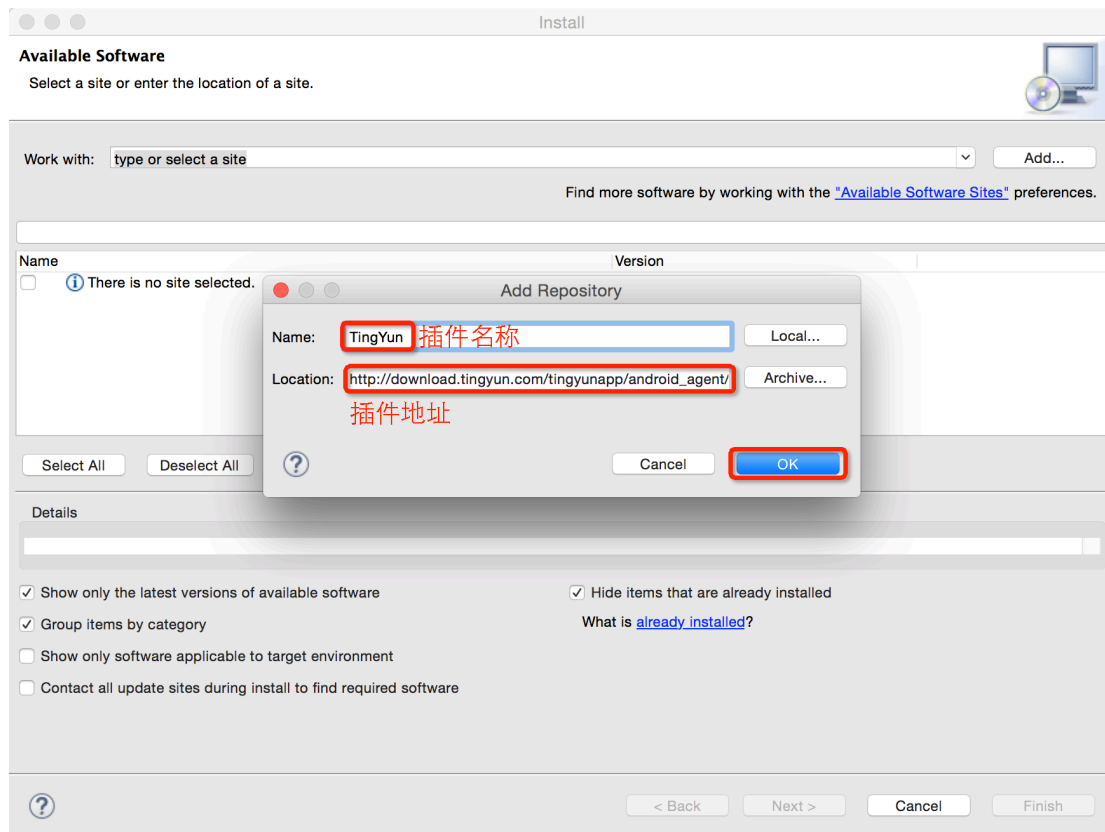 Install
Available Software
Select a site or enter the location of a site.
Work with: type or select a site Add...
Find more software by working with the "Available Software Sites" preferences.
Name Version
There is no site selected.
Add Repository
Name: TingYun 插件名称 Local...
Location: http://download.tingyun.com/tingyunapp/android_agent/ Archive...
插件地址
? Cancel OK
Select All Deselect All
Details
Show only the latest versions of available software Hide items that are already installed
Group items by category What is already installed?
Show only software applicable to target environment
Contact all update sites during install to find required software
? < Back Next > Cancel Finish